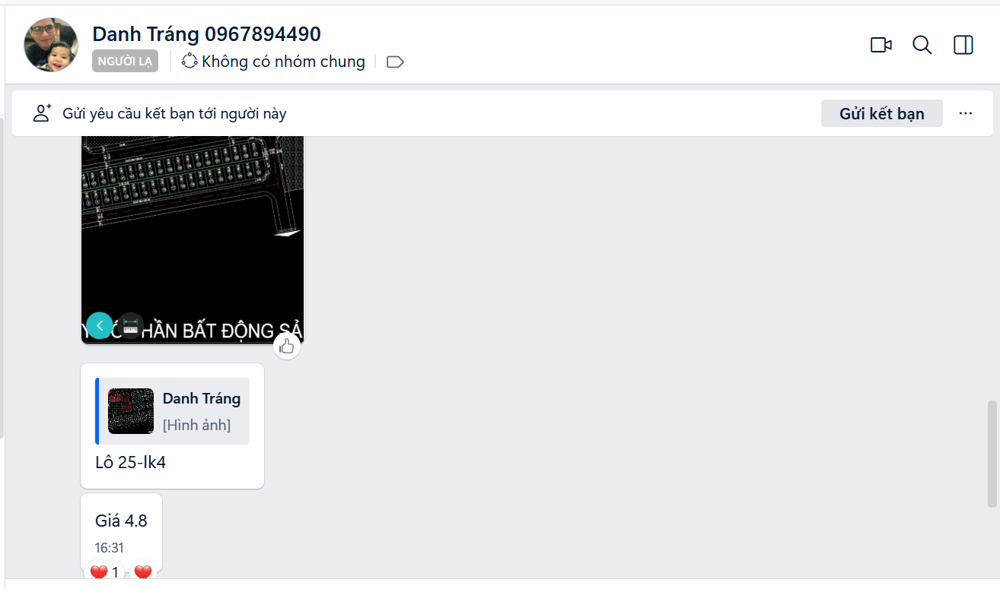 Danh Tráng 0967894490
NGƯỜI LẠ
Không có nhóm chung
Gửi yêu cầu kết bạn tới người này
Gửi kết bạn
HẦN BẤT ĐỘNG SẢ
Danh Tráng
[Hình ảnh]
Lô 25-lk4
Giá 4.8
16:31
1